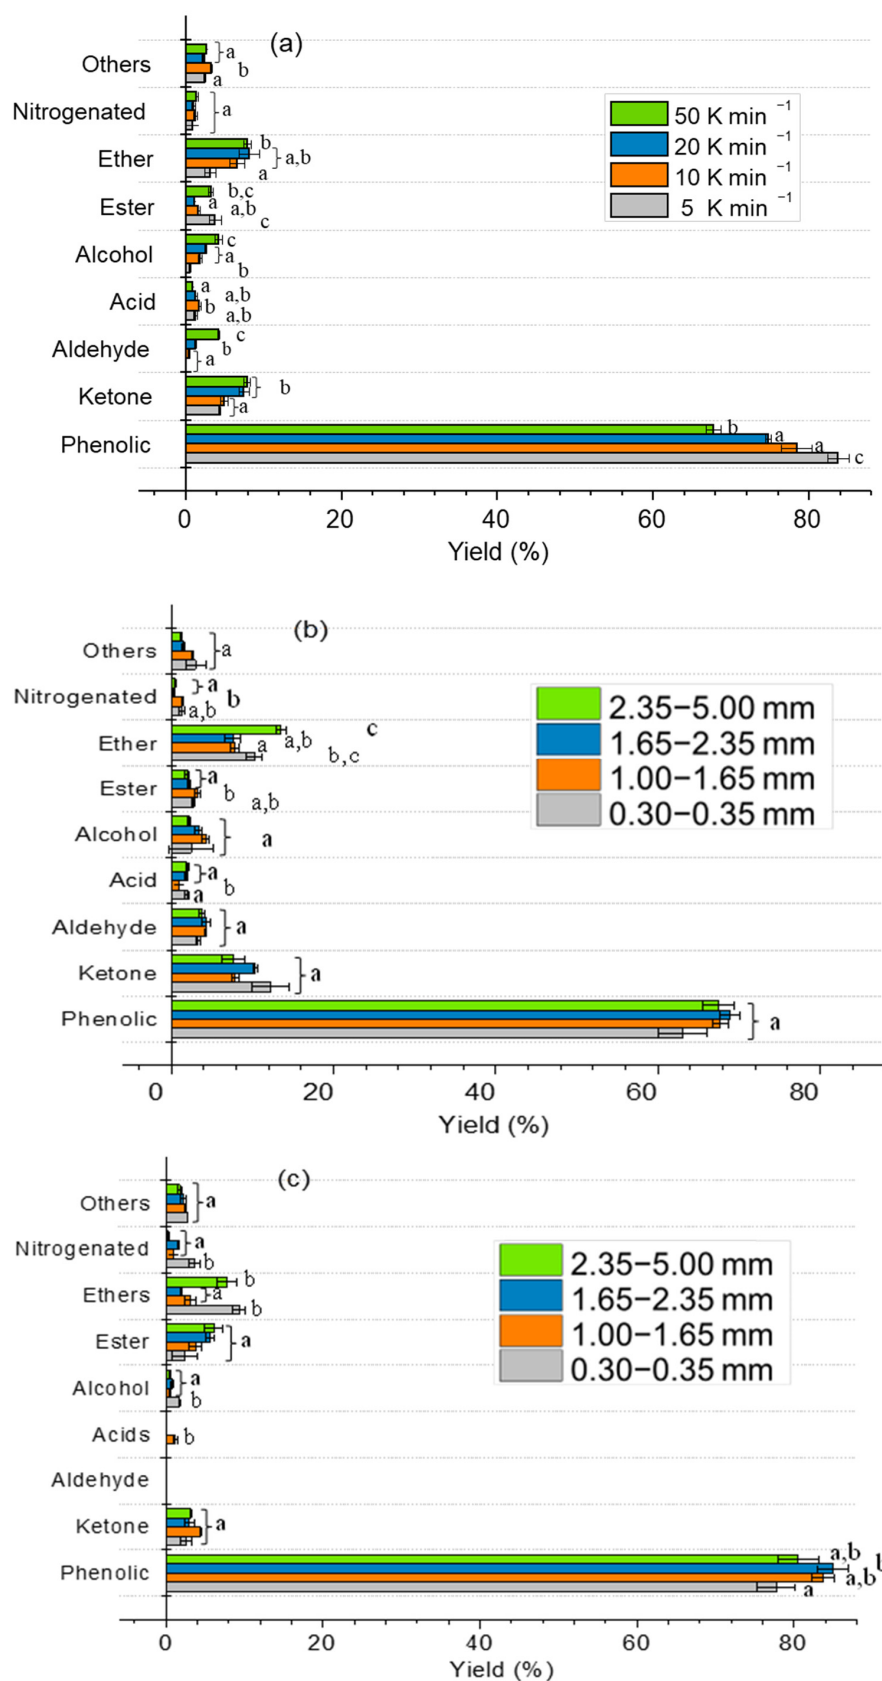 (a)
Others
a
b
a
Nitrogenated
a
Ether
b
a,b
a
Ester
b,c
a
a,b
c
Alcohol
c
a
b
Acid
a
a,b
b
a,b
Aldehyde
c
b
a
Ketone
b
a
Phenolic
b
a
a
c
50 K min −1
20 K min −1
10 K min −1
5 K min −1
0 20 40 60 80
Yield (%)
(b)
Others
a
Nitrogenated
a
b
a,b
Ether
c
a,b
a
b,c
Ester
a
b
a,b
Alcohol
a
Acid
a
b
a
Aldehyde
a
Ketone
a
Phenolic
a
2.35−5.00 mm
1.65−2.35 mm
1.00−1.65 mm
0.30−0.35 mm
0 20 40 60 80
Yield (%)
(c)
Others
a
Nitrogenated
a
b
Ethers
b
a
b
Ester
a
Alcohol
a
b
Acids
b
Aldehyde
Ketone
a
Phenolic
a,b
b
a,b
a
2.35−5.00 mm
1.65−2.35 mm
1.00−1.65 mm
0.30−0.35 mm
0 20 40 60 80
Yield (%)